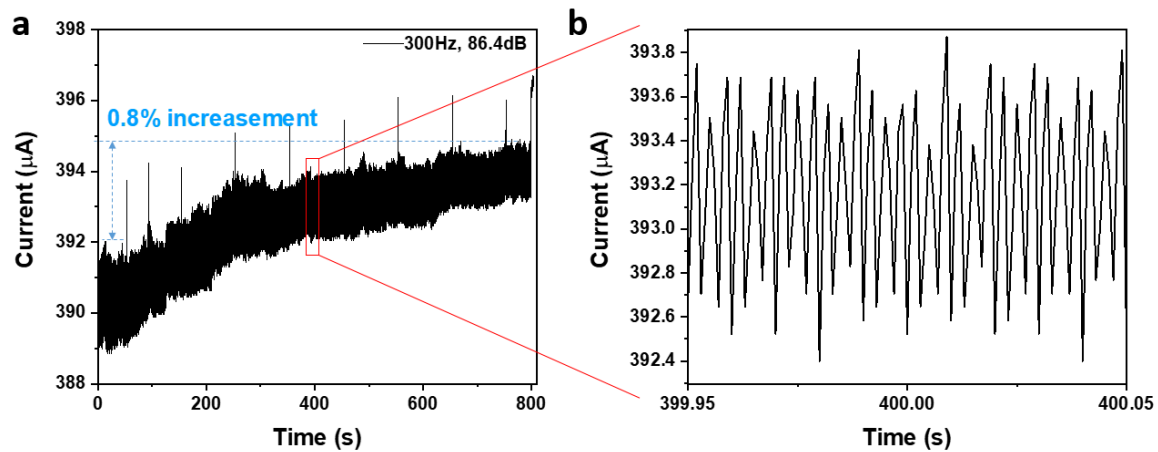 a
b
398
396
394
392
390
388
Current (μA)
300Hz, 86.4dB
0.8% increasement
0
200
400
600
800
Time (s)
393.8
393.6
393.4
393.2
393.0
392.8
392.6
392.4
Current (μA)
399.95
400.00
400.05
Time (s)